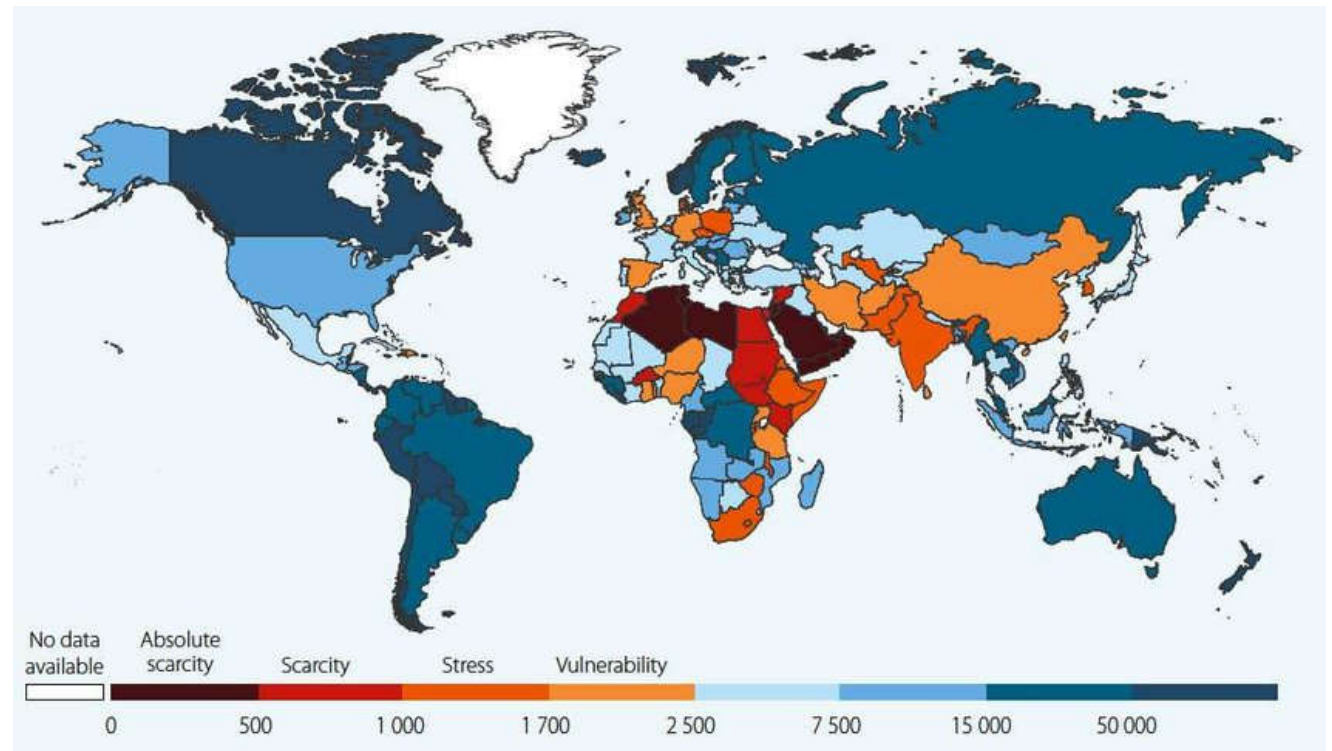 No data
available
Absolute
scarcity
Scarcity
Stress
Vulnerability
0
500
1 000
1 700
2 500
7 500
15 000
50 000